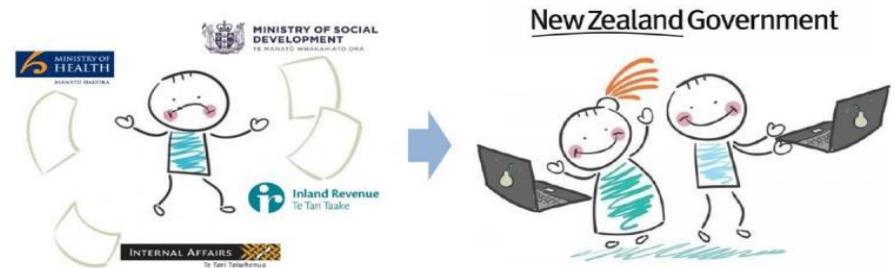 MINISTRY OF SOCIAL
DEVELOPMENT
TE MANATŪ WHAKAHIATO ORA
MINISTRY OF
HEALTH
MANATŪ HAUORA
Inland Revenue
Te Tari Taake
INTERNAL AFFAIRS
Te Tari Taiwhenua
New Zealand Government